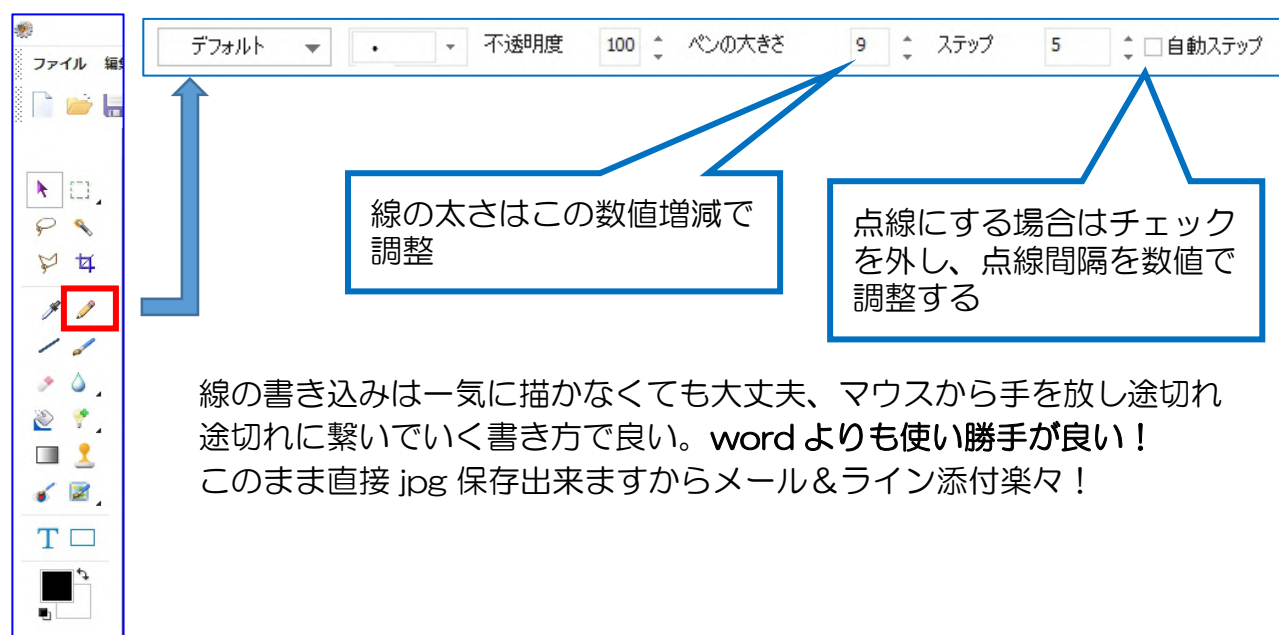 デフォルト 不透明度 100 ペンの大きさ 9 ステップ 5 自動ステップ
ファイル
線の太さはこの数値増減で
調整
点線にする場合はチェック
を外し、点線間隔を数値で
調整する
線の書き込みは一気に描かなくても大丈夫、マウスから手を放し途切れ
途切れに繋いでいく書き方で良い。word よりも使い勝手が良い！
このまま直接 jpg 保存出来ますからメール＆ライン添付楽々！
T